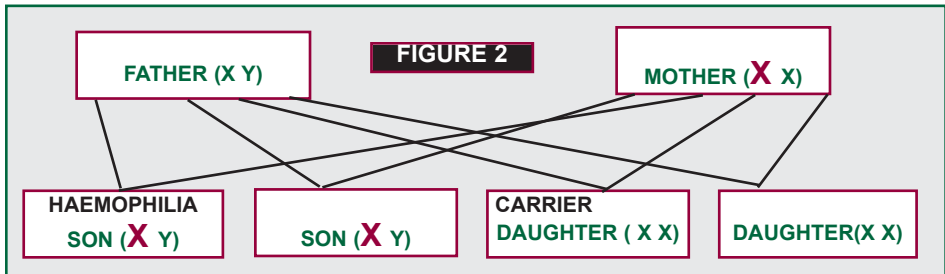 FIGURE 2
FATHER (X Y)
MOTHER (X X)
HAEMOPHILIA
SON (X Y)
SON (X Y)
CARRIER
DAUGHTER ( X X)
DAUGHTER(X X)